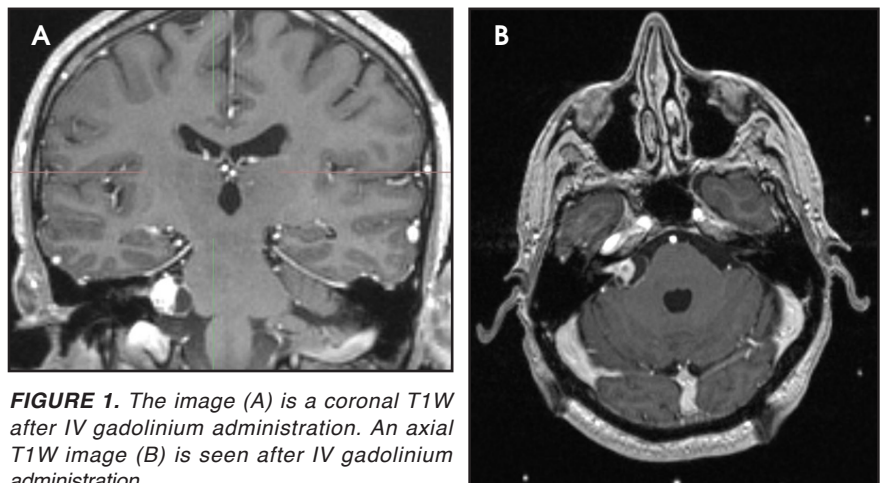 A
B
FIGURE 1. The image (A) is a coronal T1W
after IV gadolinium administration. An axial
T1W image (B) is seen after IV gadolinium
administration